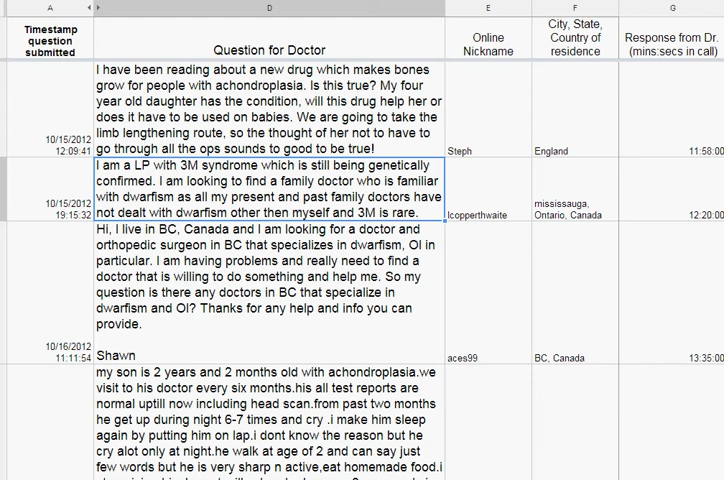 A D E F G
Timestamp
question
submitted
Question for Doctor
Online
Nickname
City, State,
Country of
residence
Response from Dr.
(mins:secs in call)
I have been reading about a new drug which makes bones
grow for people with achondroplasia. Is this true? My four
year old daughter has the condition, will this drug help her or
does it have to be used on babies. We are going to take the
limb lengthening route, so the thought of her not to have to
go through all the ops sounds to good to be true!
10/15/2012
12:09:41
Steph
England
11:58:00
I am a LP with 3M syndrome which is still being genetically
confirmed. I am looking to find a family doctor who is familiar
with dwarfism as all my present and past family doctors have
not dealt with dwarfism other then myself and 3M is rare.
10/15/2012
19:15:32
lcopperthwaite
mississauga,
Ontario, Canada
12:20:00
Hi, I live in BC, Canada and I am looking for a doctor and
orthopedic surgeon in BC that specializes in dwarfism, OI in
particular. I am having problems and really need to find a
doctor that is willing to do something and help me. So my
question is there any doctors in BC that specialize in
dwarfism and OI? Thanks for any help and info you can
provide.
Shawn
10/16/2012
11:11:54
aces99
BC, Canada
13:35:00
my son is 2 years and 2 months old with achondroplasia.we
visit to his doctor every six months.his all test reports are
normal uptill now including head scan.from past two months
he get up during night 6-7 times and cry .i make him sleep
again by putting him on lap.i dont know the reason but he
cry alot only at night.he walk at age of 2 and can say just
few words but he is very sharp n active,eat homemade food.i